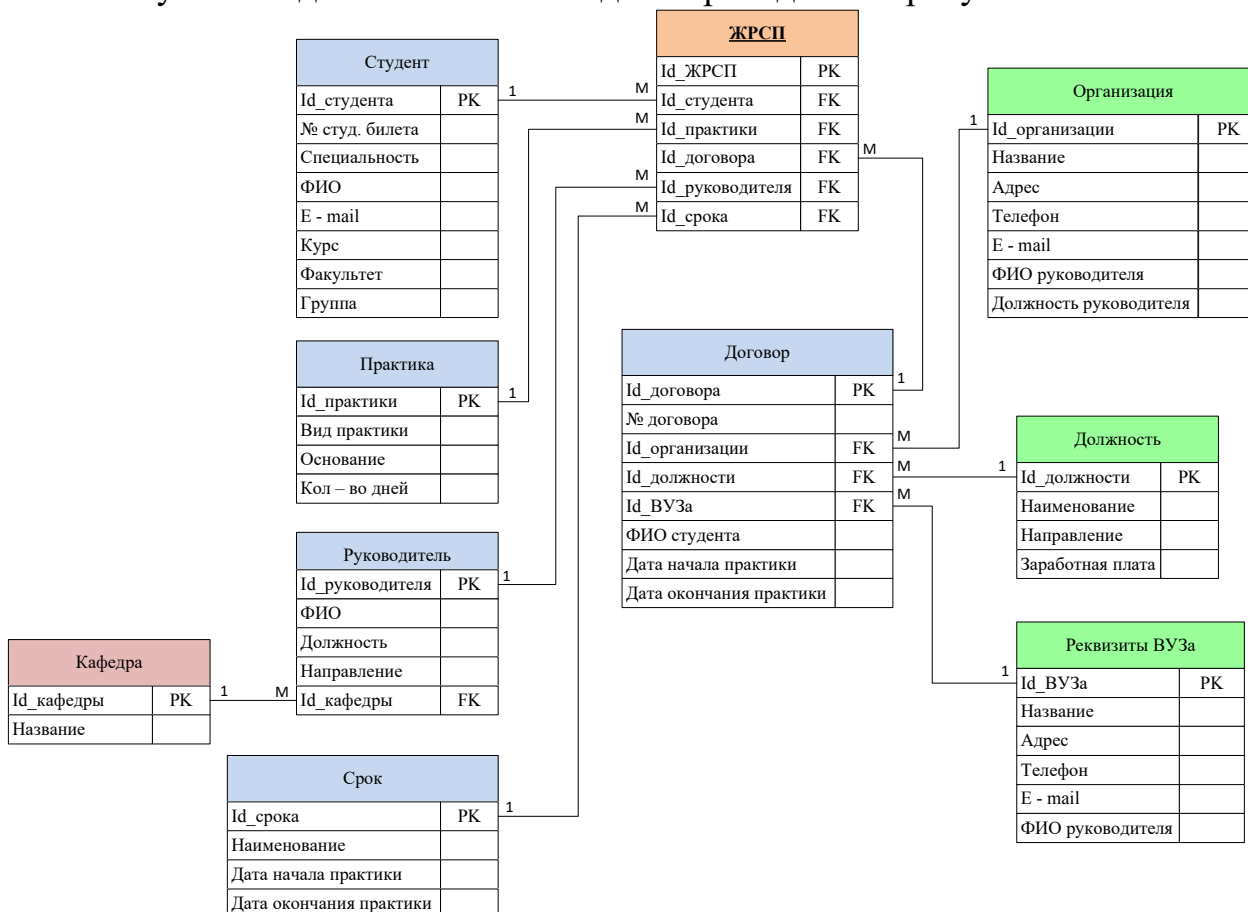 ЖРСП
Id_ЖРСП PK
Id_студента FK
Id_практики FK
Id_договора FK
Id_руководителя FK
Id_срока FK
Студент
Id_студента PK
№ студ. билета
Специальность
ФИО
E - mail
Курс
Факультет
Группа
1 М
М
М
М
М
Организация
1 Id_организации PK
Название
Адрес
Телефон
E - mail
ФИО руководителя
Должность руководителя
Практика
Id_практики PK 1
Вид практики
Основание
Кол – во дней
Договор
Id_договора PK 1
№ договора
Id_организации FK М
Id_должности FK М
Id_ВУЗа FK М
ФИО студента
Дата начала практики
Дата окончания практики
Должность
1 Id_должности PK
Наименование
Направление
Заработная плата
Руководитель
Id_руководителя PK 1
ФИО
Должность
Направление
М Id_кафедры FK
Кафедра
Id_кафедры PK 1
Название
Реквизиты ВУЗа
1 Id_ВУЗа PK
Название
Адрес
Телефон
E - mail
ФИО руководителя
Срок
Id_срока PK 1
Наименование
Дата начала практики
Дата окончания практики